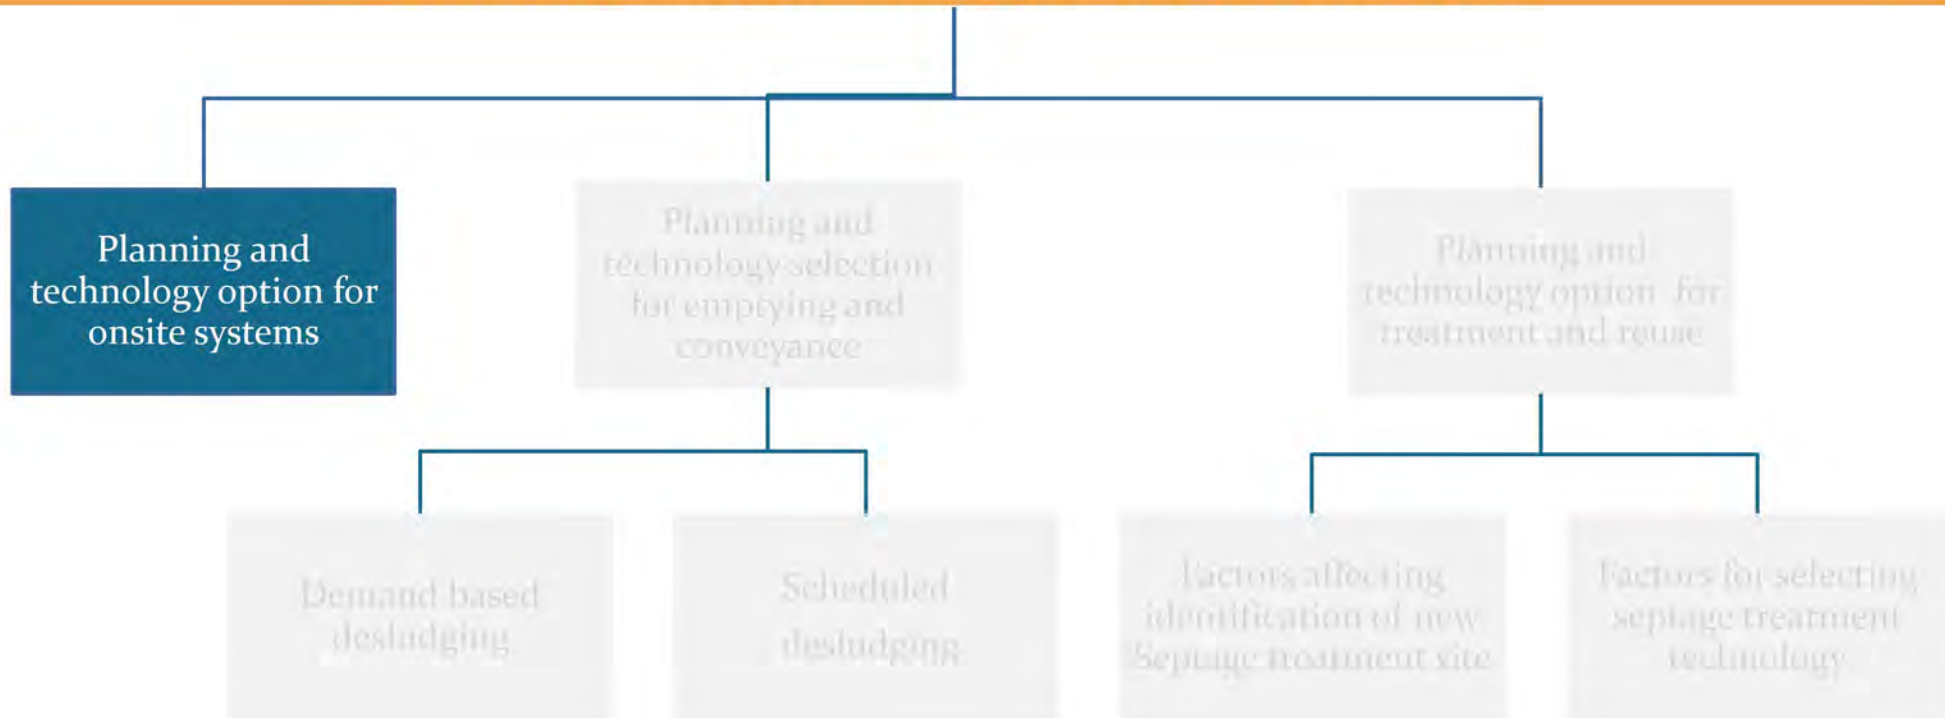 Planning and
technology option for
onsite systems
Planning and
technology selection
for emptying and
conveyance
Planning and
technology option for
treatment and reuse
Demand based
desludging
Scheduled
desludging
Factors affecting
identification of new
Septage treatment site
Factors for selecting
septage treatment
technology